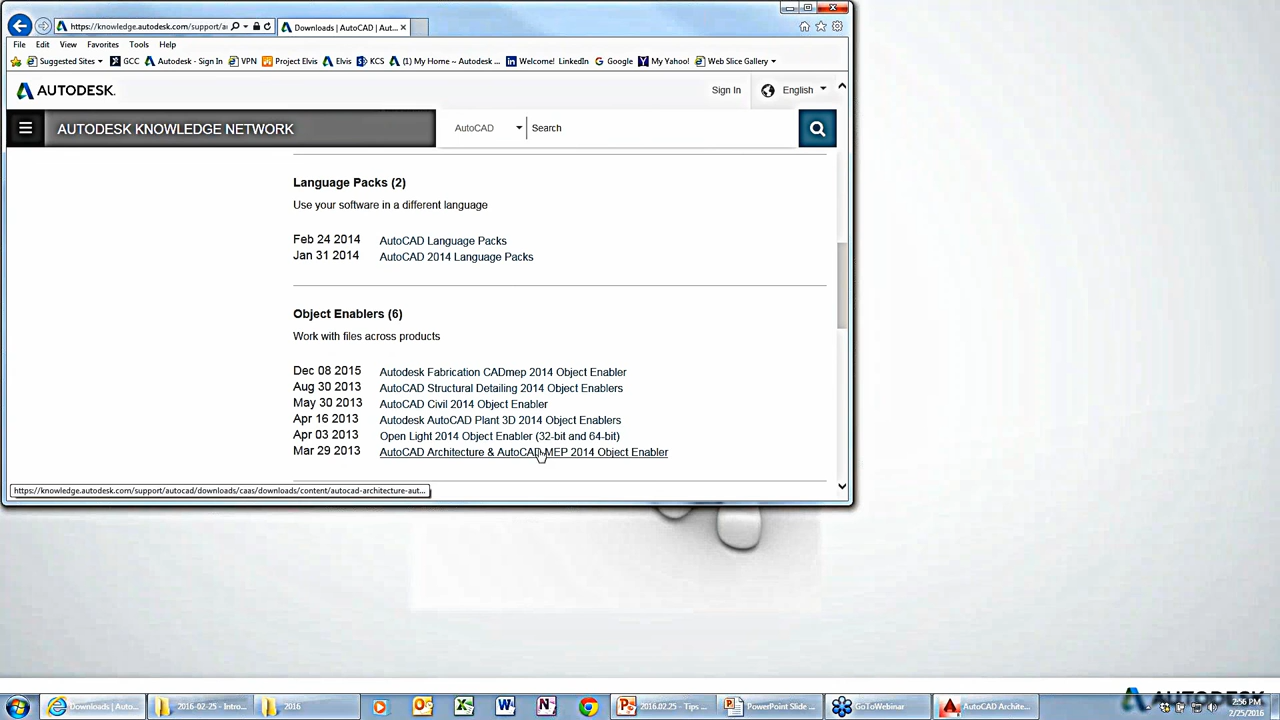 https://knowledge.autodesk.com/support/a
Downloads | AutoCAD | Aut...
File Edit View Favorites Tools Help
Suggested Sites GCC Autodesk - Sign In VPN Project Elvis Elvis KCS (1) My Home ~ Autodesk ... Welcome! LinkedIn Google My Yahoo! Web Slice Gallery
AUTODESK. Sign In English
AUTODESK KNOWLEDGE NETWORK AutoCAD Search
Language Packs (2)
Use your software in a different language
Feb 24 2014 AutoCAD Language Packs
Jan 31 2014 AutoCAD 2014 Language Packs
Object Enablers (6)
Work with files across products
Dec 08 2015 Autodesk Fabrication CADmep 2014 Object Enabler
Aug 30 2013 AutoCAD Structural Detailing 2014 Object Enablers
May 30 2013 AutoCAD Civil 2014 Object Enabler
Apr 16 2013 Autodesk AutoCAD Plant 3D 2014 Object Enablers
Apr 03 2013 Open Light 2014 Object Enabler (32-bit and 64-bit)
Mar 29 2013 AutoCAD Architecture & AutoCAD MEP 2014 Object Enabler
https://knowledge.autodesk.com/support/autocad/downloads/caas/downloads/content/autocad-architecture-aut...
AUTODESK
Downloads | Auto... 2016-02-25 - Intro... 2016 2016.02.25 - Tips ... PowerPoint Slide ... GoToWebinar AutoCAD Archite... 2:56 PM
2/25/2016